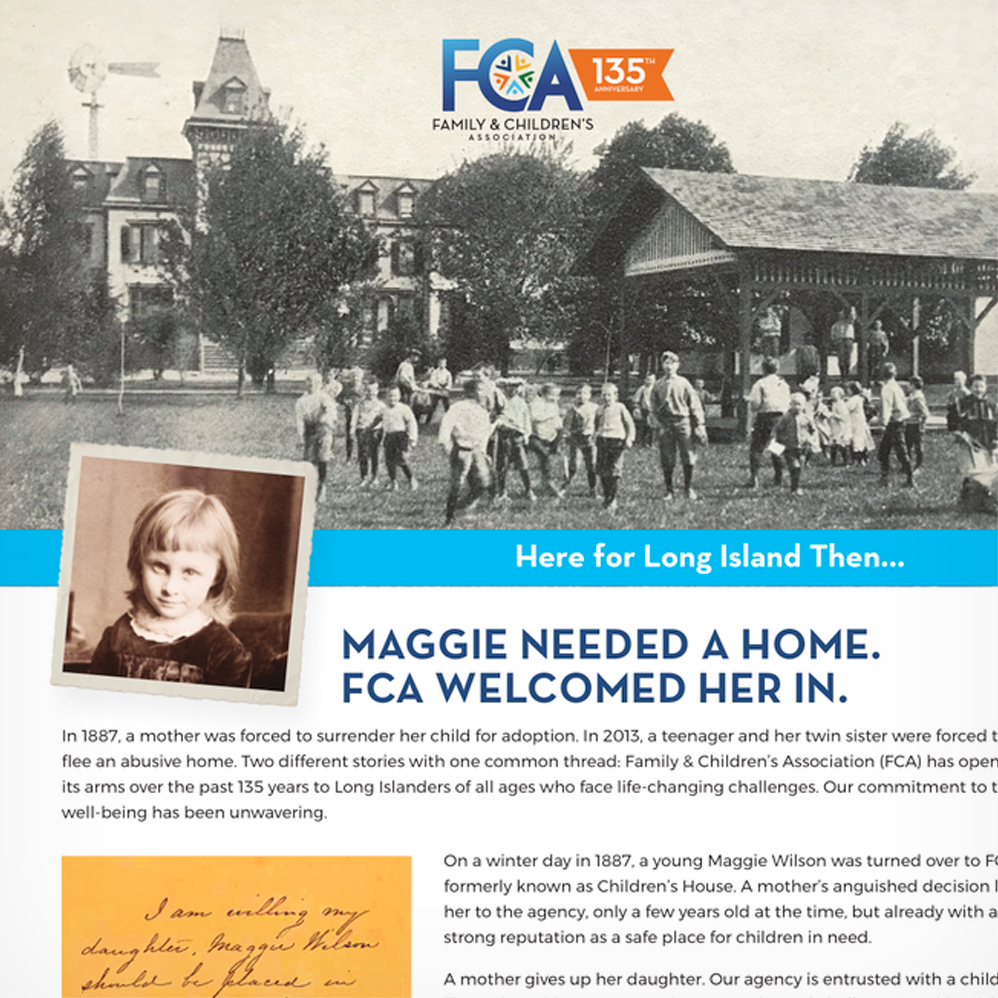 FCA 135TH
ANNIVERSARY
FAMILY & CHILDREN'S
ASSOCIATION
Here for Long Island Then...
MAGGIE NEEDED A HOME.
FCA WELCOMED HER IN.
In 1887, a mother was forced to surrender her child for adoption. In 2013, a teenager and her twin sister were forced
flee an abusive home. Two different stories with one common thread: Family & Children's Association (FCA) has
its arms over the past 135 years to Long Islanders of all ages who face life-changing challenges. Our commitment to
well-being has been unwavering.
On a winter day in 1887, a young Maggie Wilson was turned over to
formerly known as Children's House. A mother's anguished decision
her to the agency, only a few years old at the time, but already with a
strong reputation as a safe place for children in need.
A mother gives up her daughter. Our agency is entrusted with a
I am willing my
daughter, Maggie Wilson
should be placed in